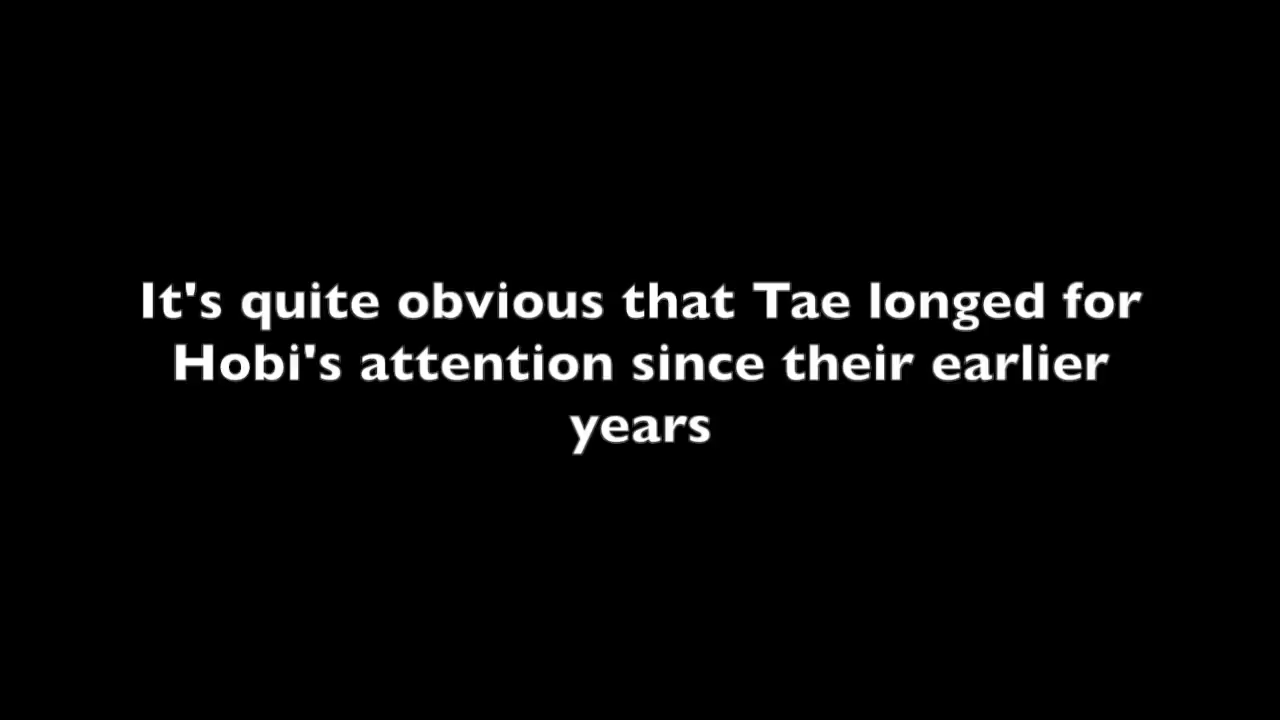 It's quite obvious that Tae longed for
Hobi's attention since their earlier
years